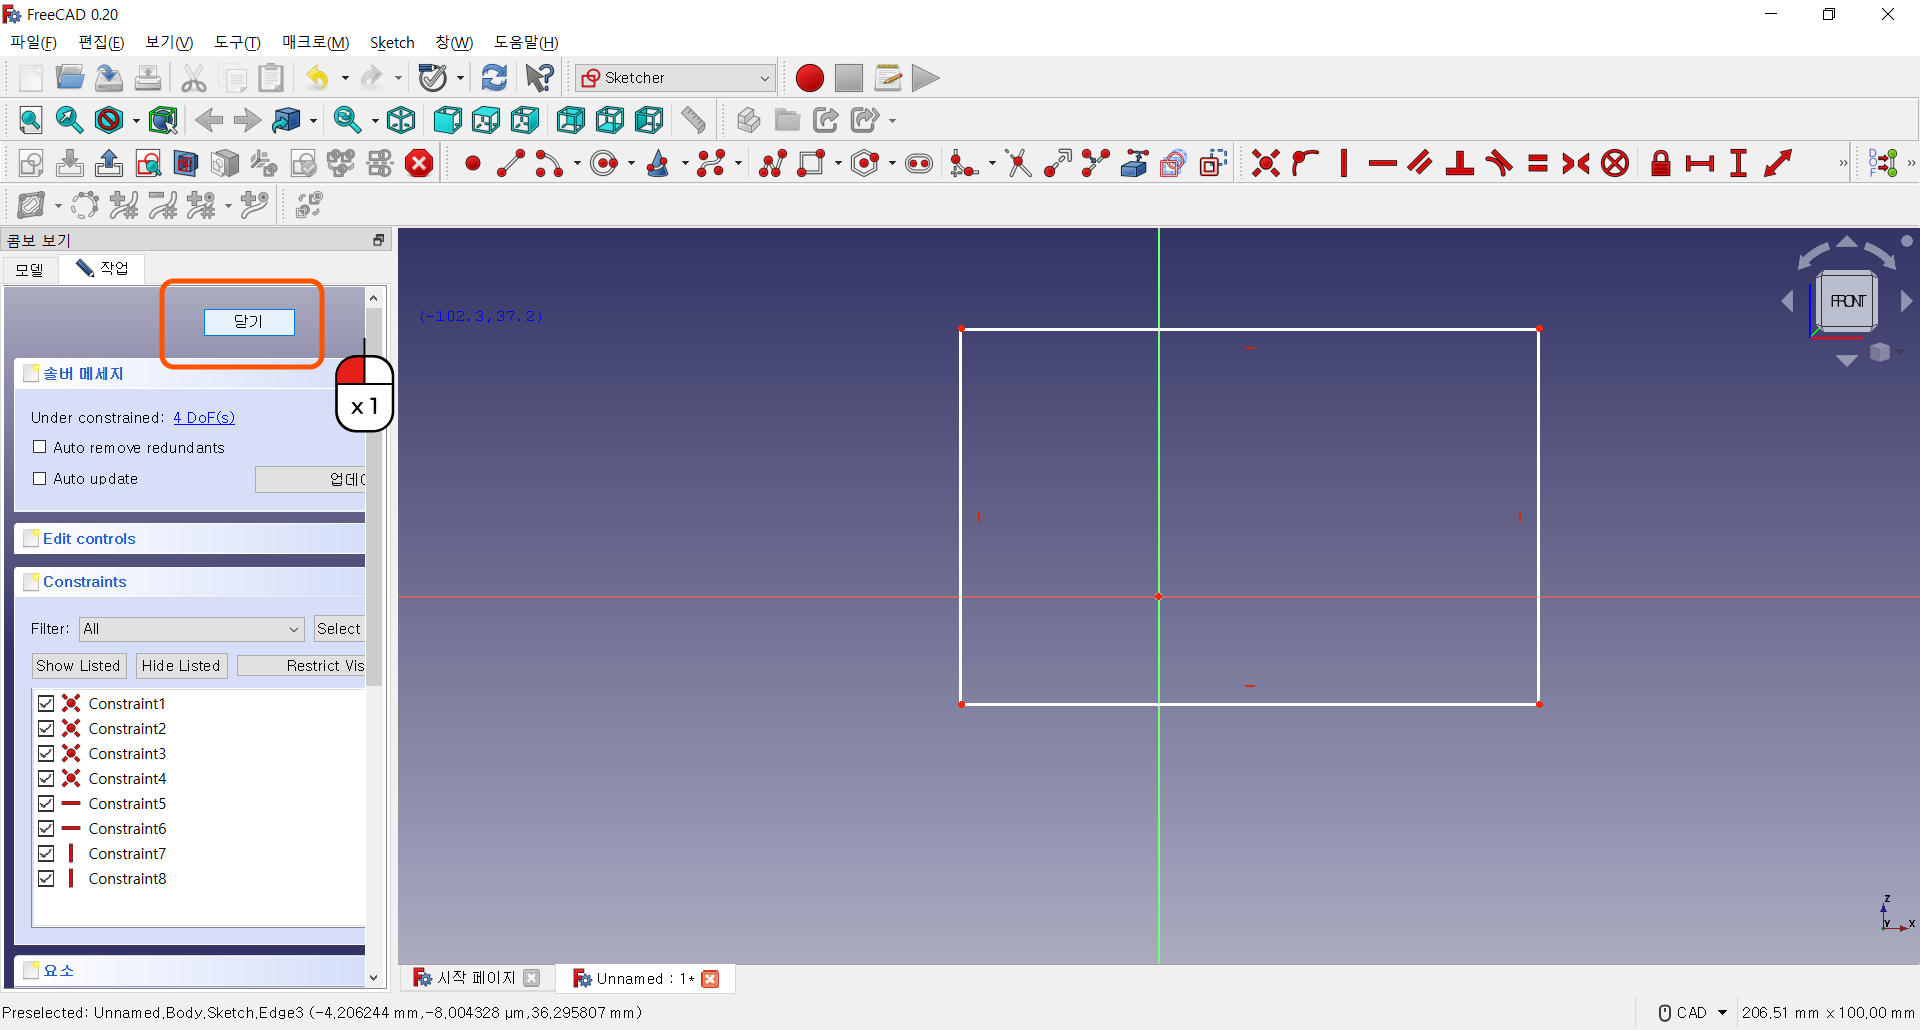 FreeCAD 0.20
파일(F) 편집(E) 보기(V) 도구(T) 매크로(M) Sketch 창(W) 도움말(H)
Sketcher
콤보 보기
모델 작업
닫기
x1
솔버 메세지
Under constrained: 4 DoF(s)
Auto remove redundants
Auto update
Edit controls
Constraints
Filter: All Select
Show Listed Hide Listed Restrict Vis
Constraint1
Constraint2
Constraint3
Constraint4
Constraint5
Constraint6
Constraint7
Constraint8
요소
(-102.3,37.2)
FRONT
Z
Y X
시작 페이지 Unnamed : 1*
Preselected: Unnamed.Body.Sketch.Edge3 (-4.206244 mm,-8.004328 μm,36.295807 mm)
CAD 206.51 mm x 100.00 mm